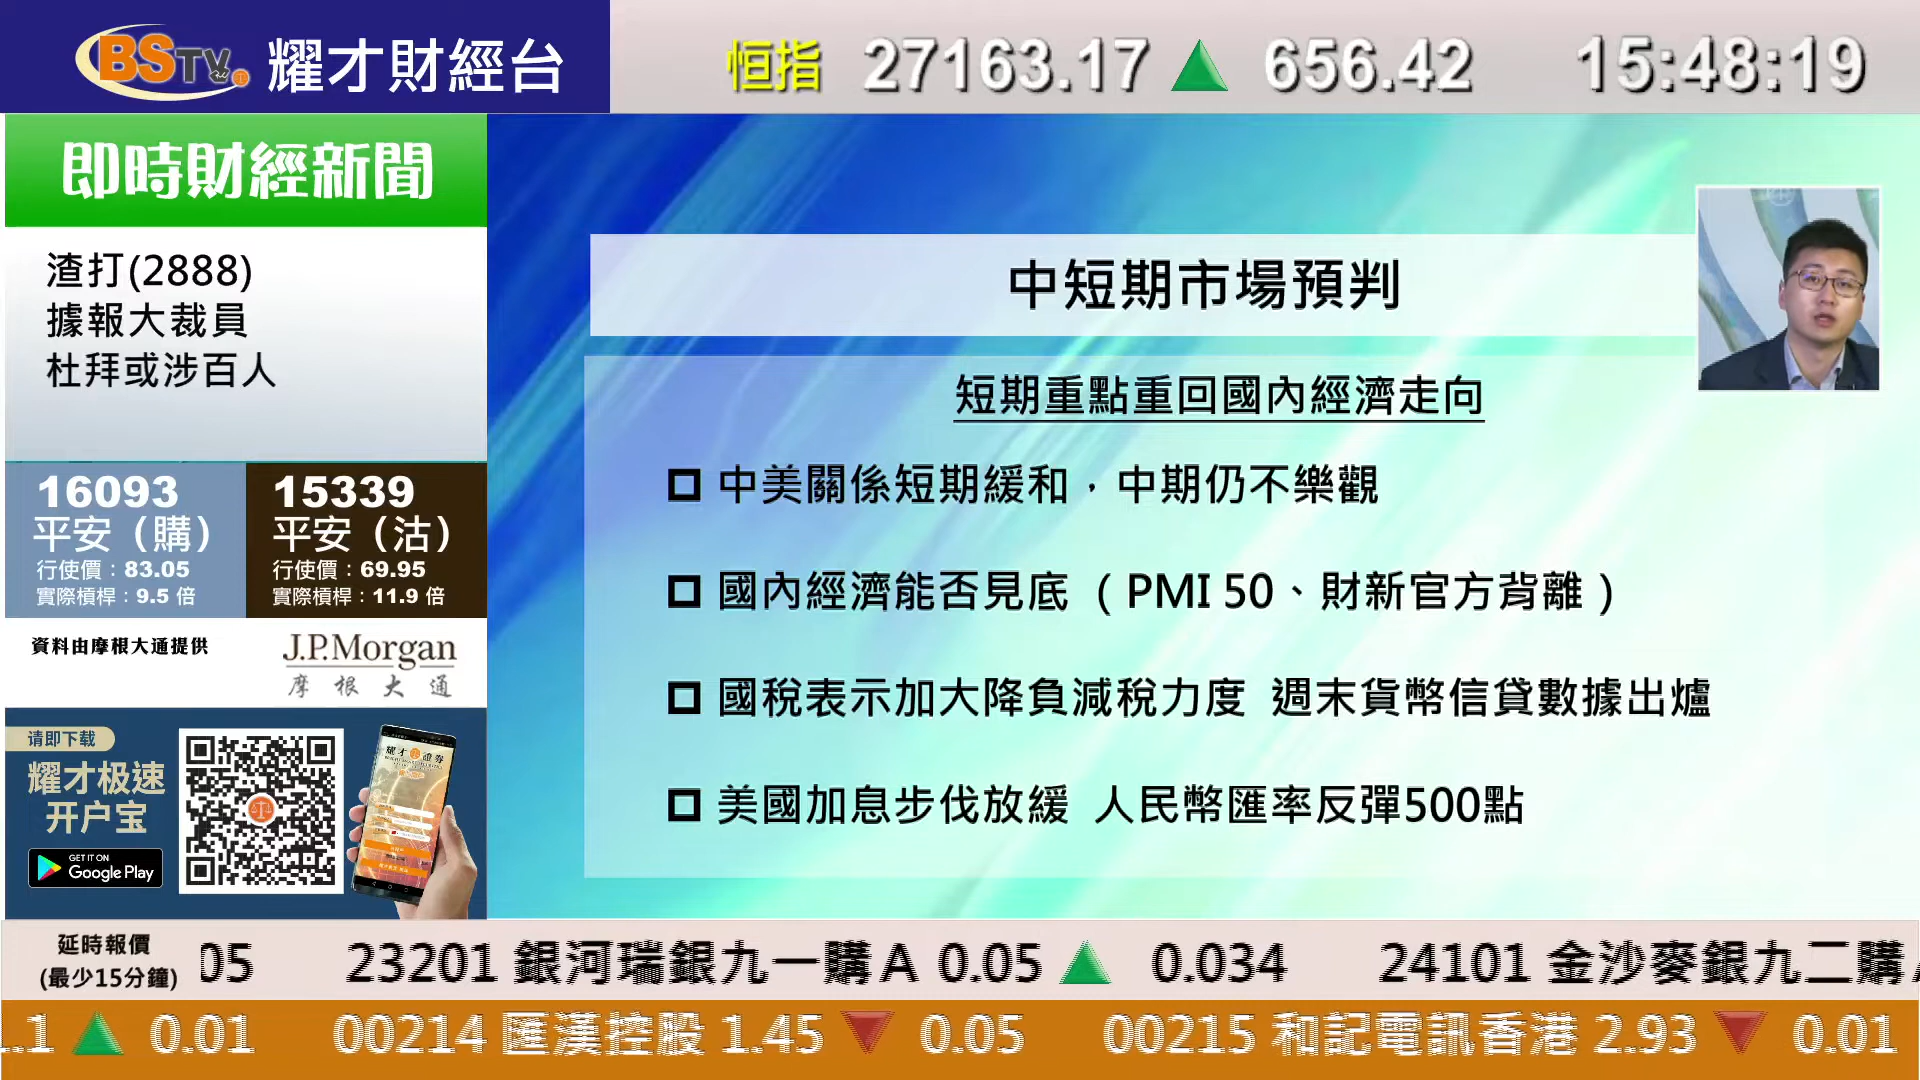 BSTV
耀才財經台
恒指 27163.17 ▲ 656.42 15:48:19
即時財經新聞
渣打(2888)
據報大裁員
杜拜或涉百人
16093
平安（購）
行使價：83.05
實際槓桿：9.5 倍
15339
平安（沽）
行使價：69.95
實際槓桿：11.9 倍
資料由摩根大通提供
J.P.Morgan
摩根大通
请即下载
耀才极速
开户宝
GET IT ON
Google Play
耀才證券
中短期市場預判
短期重點重回國內經濟走向
中美關係短期緩和，中期仍不樂觀
國內經濟能否見底（PMI 50、財新官方背離）
國稅表示加大降負減稅力度 週末貨幣信貸數據出爐
美國加息步伐放緩 人民幣匯率反彈500點
延時報價
(最少15分鐘)
05 23201 銀河瑞銀九一購A 0.05 ▲ 0.034 24101 金沙麥銀九二購
.1 ▲ 0.01 00214 匯漢控股 1.45 ▼ 0.05 00215 和記電訊香港 2.93 ▼ 0.01